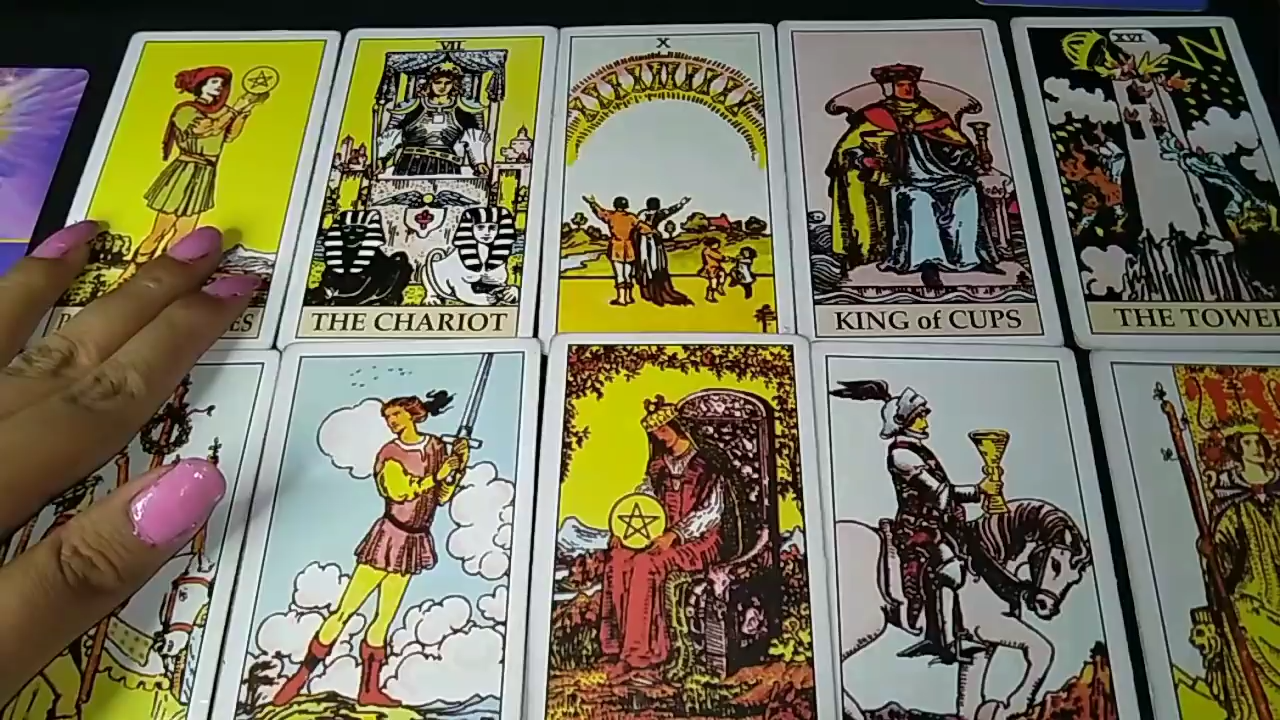 VII
X
XVI
THE CHARIOT
KING of CUPS
THE TOWE